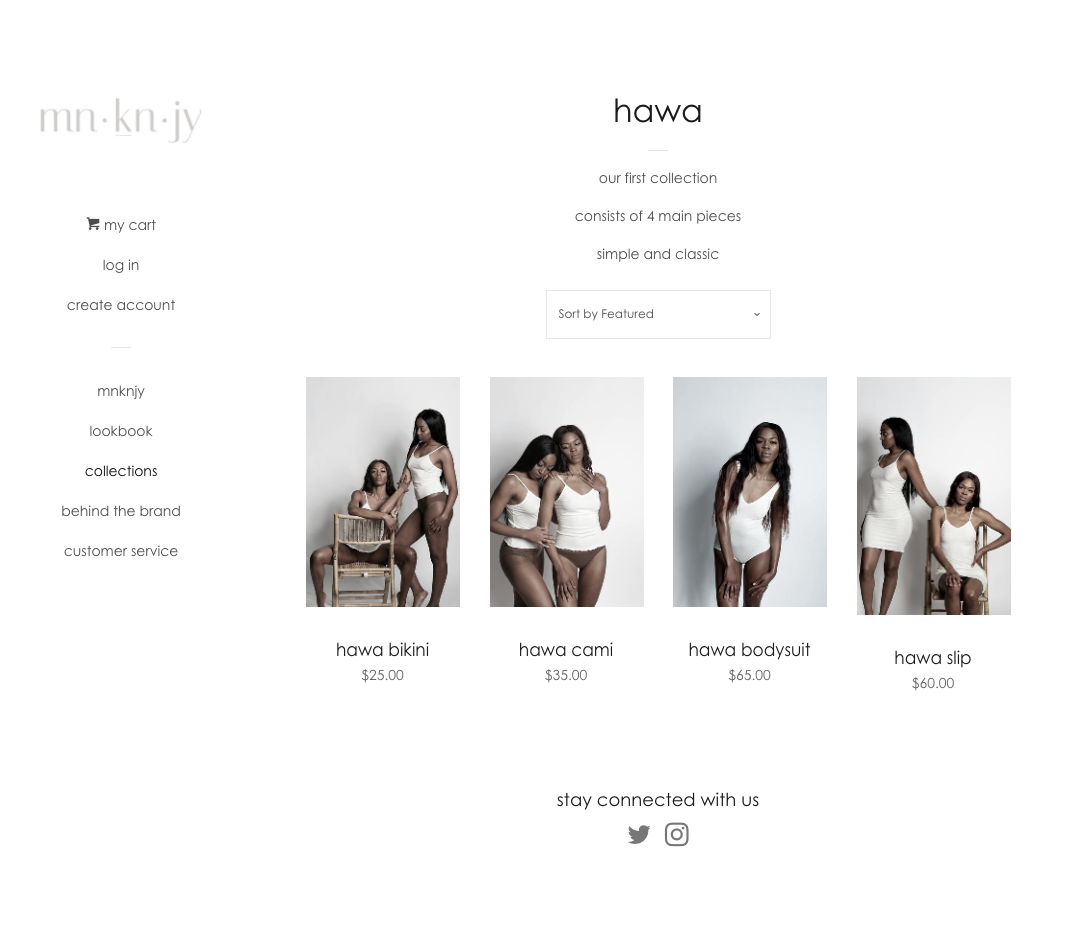 mn·kn·jy
my cart
log in
create account
mnknjy
lookbook
collections
behind the brand
customer service
hawa
our first collection
consists of 4 main pieces
simple and classic
Sort by Featured
hawa bikini
$25.00
hawa cami
$35.00
hawa bodysuit
$65.00
hawa slip
$60.00
stay connected with us